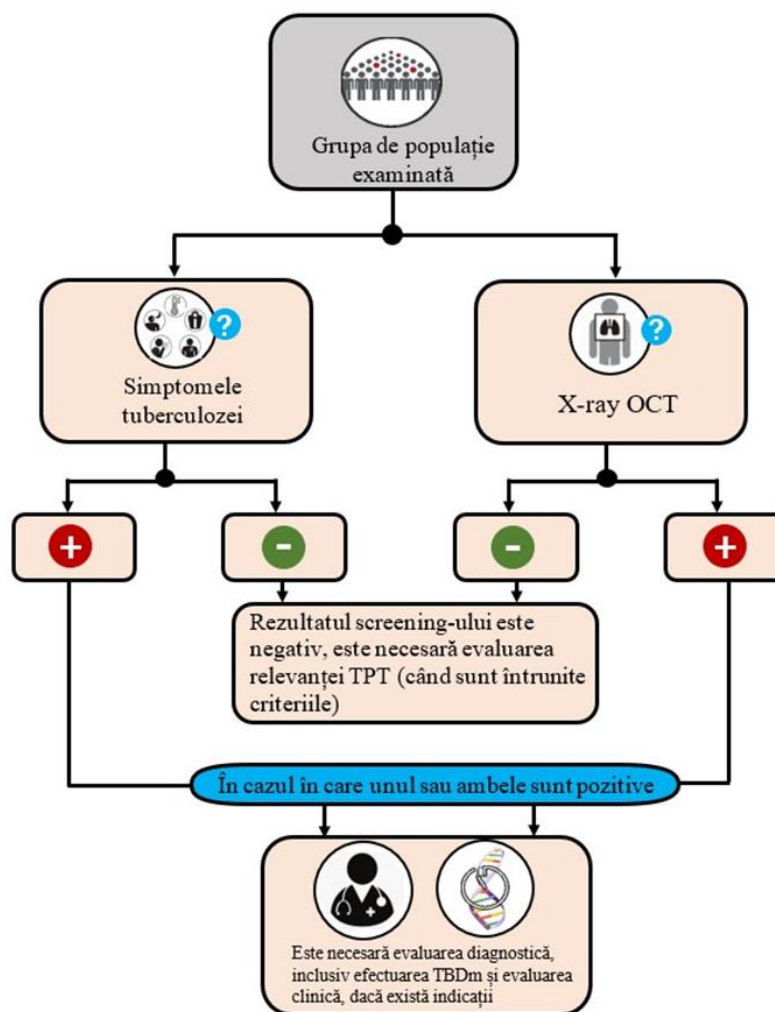 Grupa de populație
examinată
?
Simptomele
tuberculozei
?
X-ray OCT
+
-
-
+
Rezultatul screening-ului este
negativ, este necesară evaluarea
relevanței TPT (când sunt întrunite
criteriile)
În cazul în care unul sau ambele sunt pozitive
Este necesară evaluarea diagnostică,
inclusiv efectuarea TBDm și evaluarea
clinică, dacă există indicații